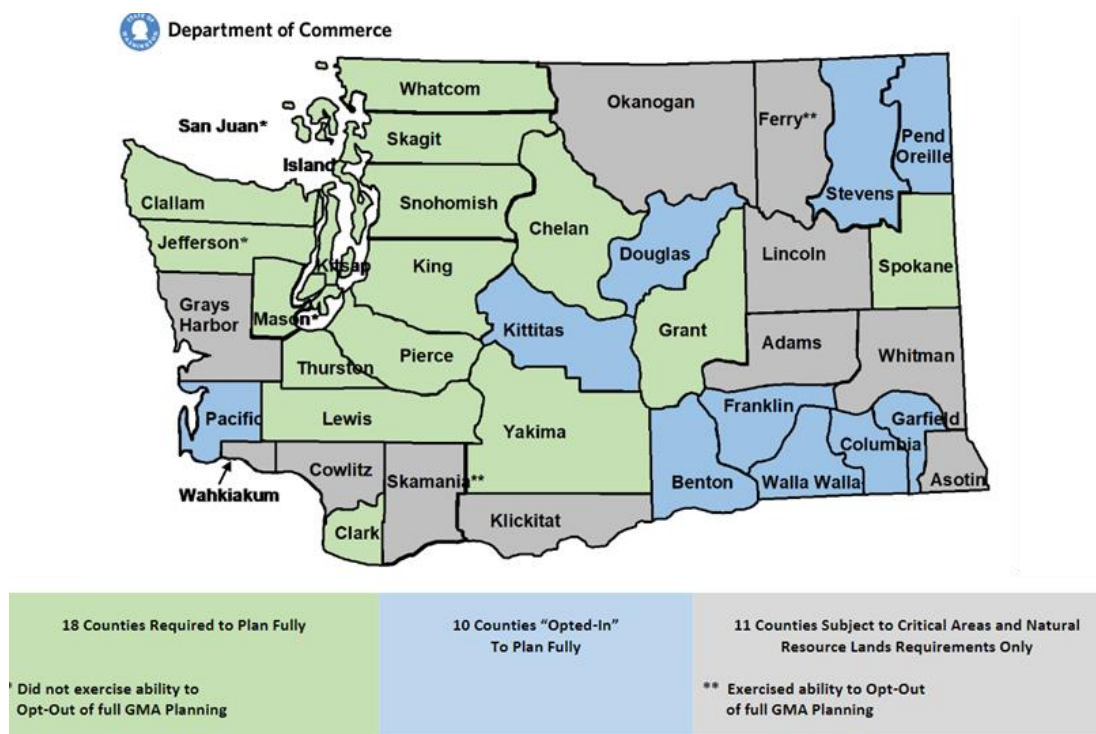 STATE OF
WASHINGTON
Department of Commerce
Whatcom
Okanogan
Ferry**
San Juan*
Skagit
Pend
Oreille
Island
Stevens
Clallam
Snohomish
Chelan
Jefferson*
Douglas
Lincoln
Kitsap
King
Spokane
Grays
Harbor
Mason*
Kittitas
Grant
Adams
Pierce
Whitman
Thurston
Franklin
Pacific
Lewis
Garfield
Yakima
Columbia
Cowlitz
Skamania**
Benton
Walla Walla
Asotin
Wahkiakum
Klickitat
Clark
18 Counties Required to Plan Fully
* Did not exercise ability to
Opt-Out of full GMA Planning
10 Counties “Opted-In”
To Plan Fully
11 Counties Subject to Critical Areas and Natural
Resource Lands Requirements Only
** Exercised ability to Opt-Out
of full GMA Planning